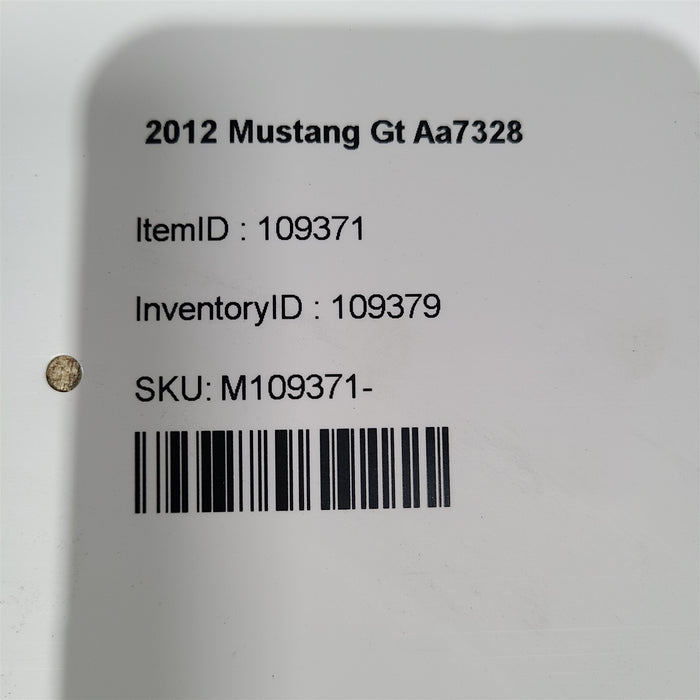 2012 Mustang Gt Aa7328
ItemID : 109371
InventoryID : 109379
SKU: M109371-